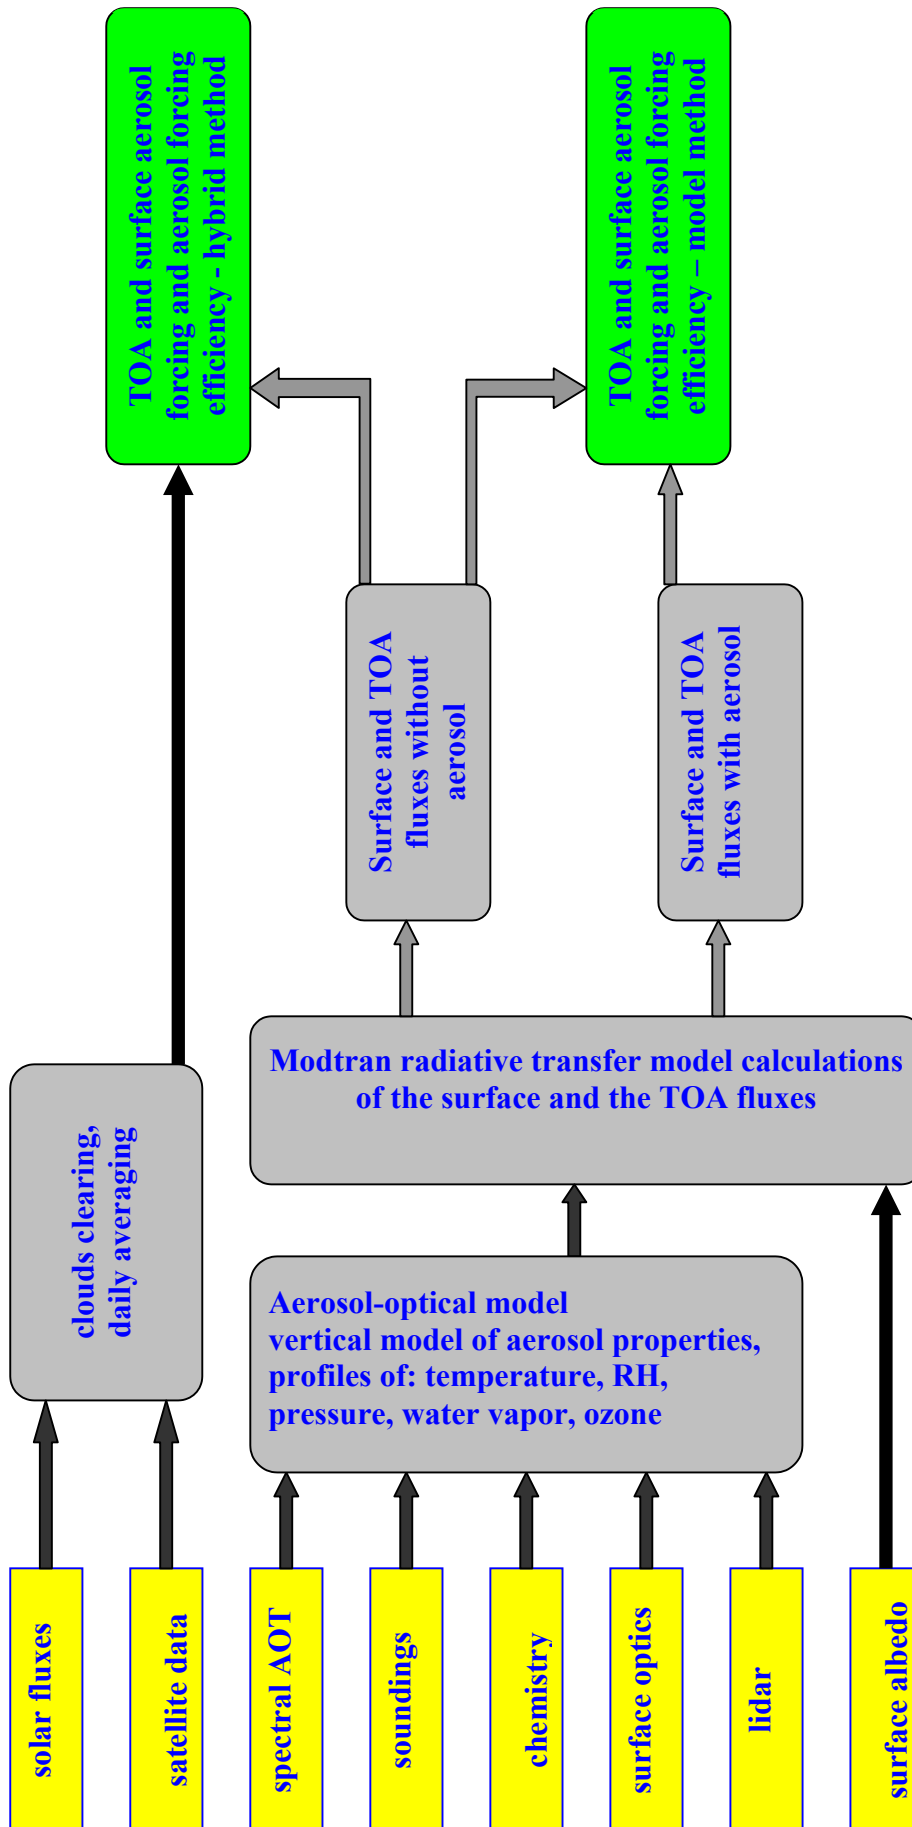 TOA and surface aerosol
forcing and aerosol forcing
efficiency - hybrid method
TOA and surface aerosol
forcing and aerosol forcing
efficiency – model method
Surface and TOA
fluxes without
aerosol
Surface and TOA
fluxes with aerosol
clouds clearing,
daily averaging
Modtran radiative transfer model calculations
of the surface and the TOA fluxes
Aerosol-optical model
vertical model of aerosol properties,
profiles of: temperature, RH,
pressure, water vapor, ozone
solar fluxes
satellite data
spectral AOT
soundings
chemistry
surface optics
lidar
surface albedo